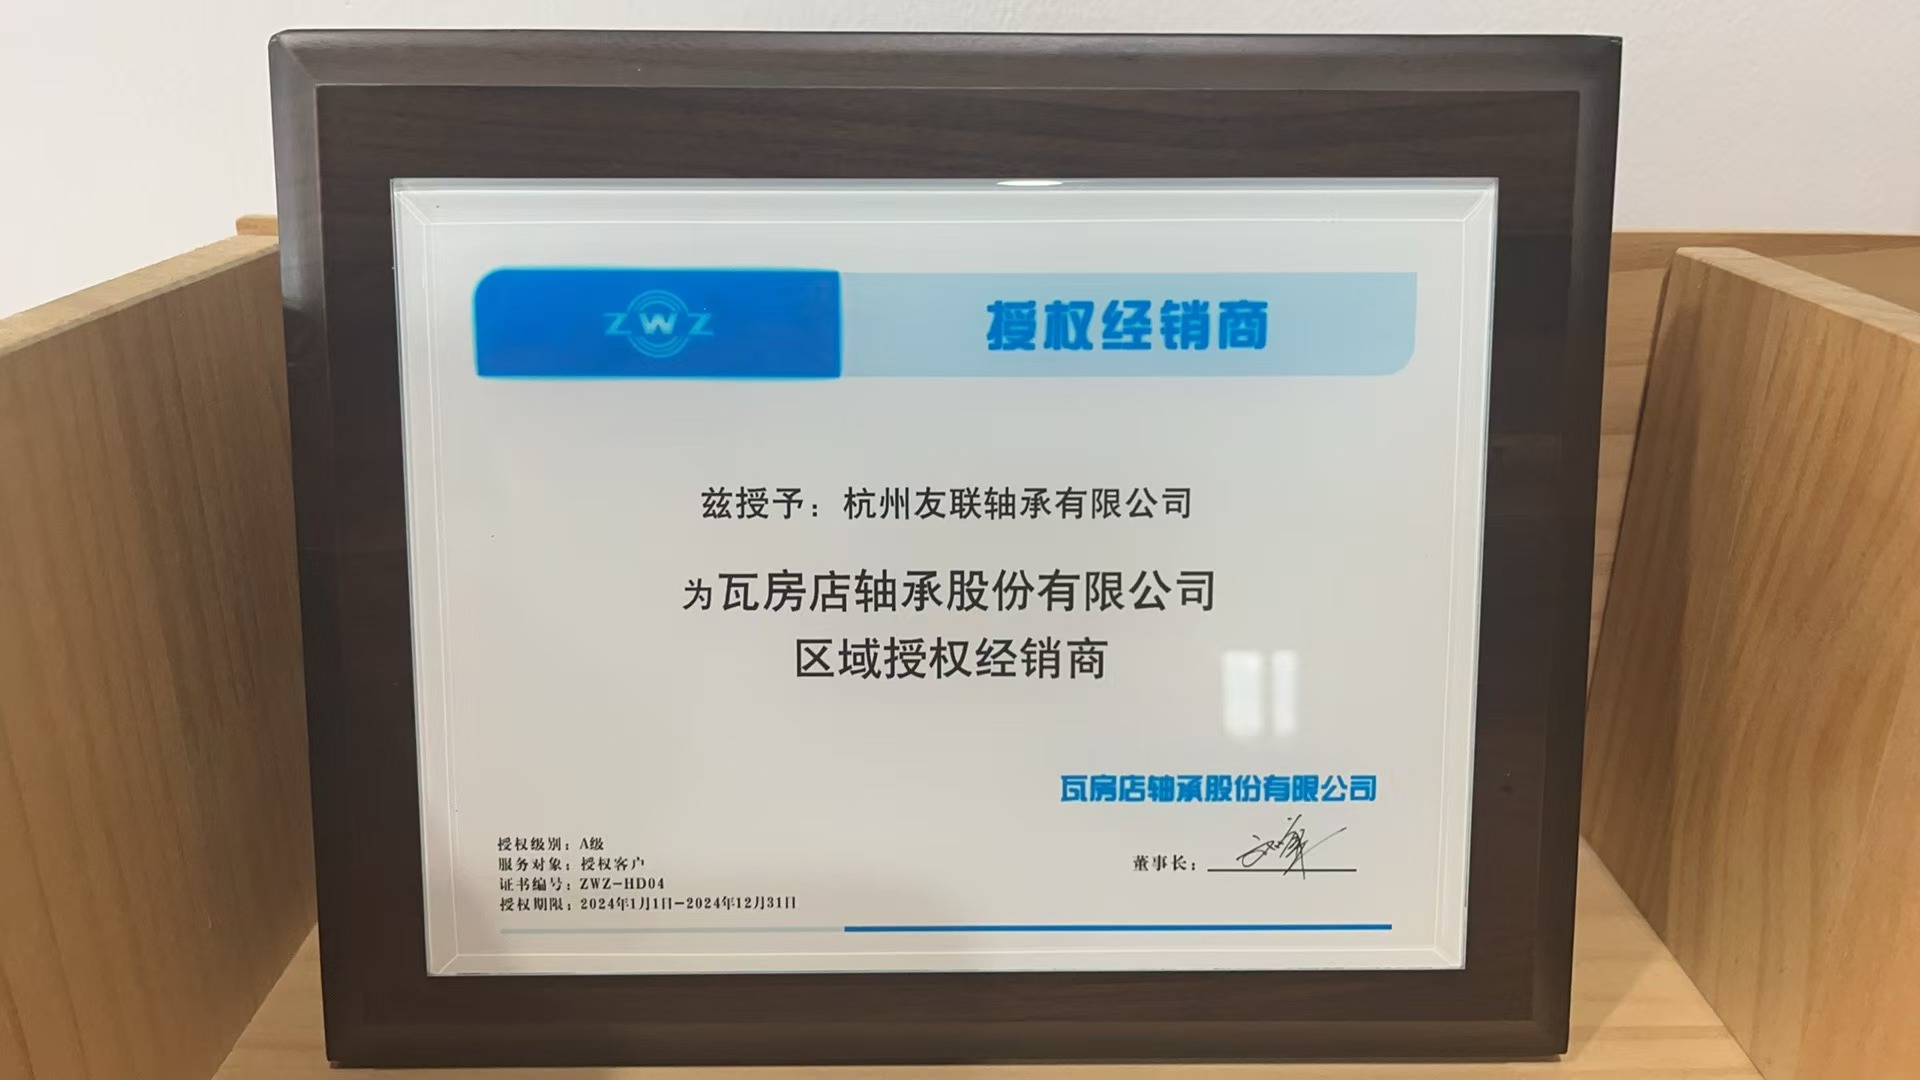 ZWZ
授权经销商
兹授予：杭州友联轴承有限公司
为瓦房店轴承股份有限公司
区域授权经销商
瓦房店轴承股份有限公司
董事长：
授权级别：A级
服务对象：授权客户
证书编号：ZWZ-HD04
授权期限：2024年1月1日-2024年12月31日